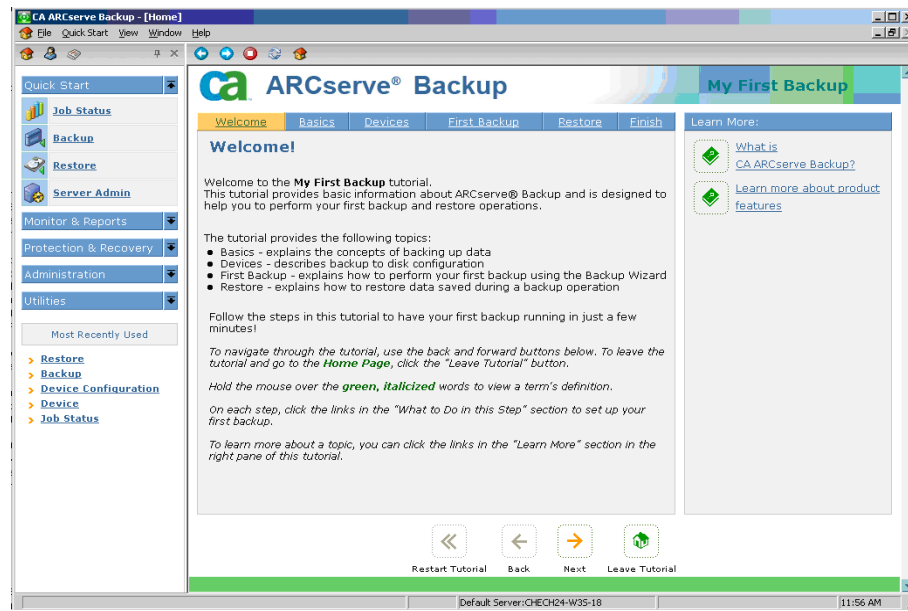 CA ARCserve Backup - [Home]
File Quick Start View Window Help
Quick Start
Job Status
Backup
Restore
Server Admin
Monitor & Reports
Protection & Recovery
Administration
Utilities
Most Recently Used
Restore
Backup
Device Configuration
Device
Job Status
ca ARCserve® Backup
My First Backup
Welcome Basics Devices First Backup Restore Finish
Welcome!
Welcome to the My First Backup tutorial.
This tutorial provides basic information about ARCserve® Backup and is designed to
help you to perform your first backup and restore operations.
The tutorial provides the following topics:
● Basics - explains the concepts of backing up data
● Devices - describes backup to disk configuration
● First Backup - explains how to perform your first backup using the Backup Wizard
● Restore - explains how to restore data saved during a backup operation
Follow the steps in this tutorial to have your first backup running in just a few
minutes!
To navigate through the tutorial, use the back and forward buttons below. To leave the
tutorial and go to the Home Page, click the "Leave Tutorial" button.
Hold the mouse over the green, italicized words to view a term's definition.
On each step, click the links in the "What to Do in this Step" section to set up your
first backup.
To learn more about a topic, you can click the links in the "Learn More" section in the
right pane of this tutorial.
Learn More:
What is
CA ARCserve Backup?
Learn more about product
features
Restart Tutorial Back Next Leave Tutorial
Default Server:CHECH24-W35-18
11:56 AM